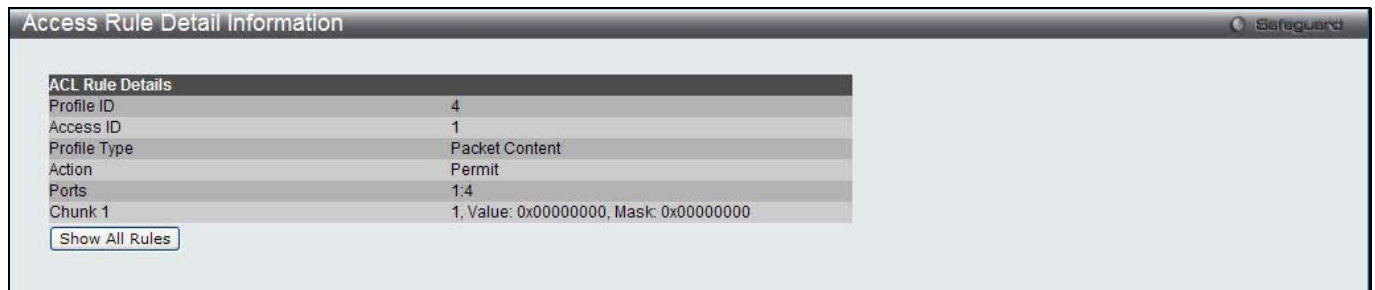 Access Rule Detail Information
Safeguard
ACL Rule Details
Profile ID 4
Access ID 1
Profile Type Packet Content
Action Permit
Ports 1:4
Chunk 1 1, Value: 0x00000000, Mask: 0x00000000
Show All Rules